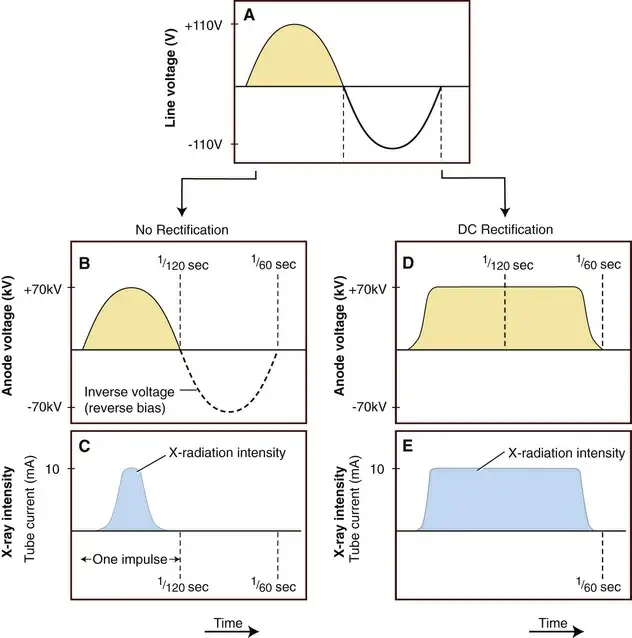 A
+110V
Line voltage (V)
-110V
No Rectification
DC Rectification
B
1/120 sec
1/60 sec
+70kV
Anode voltage (kV)
Inverse voltage
(reverse bias)
-70kV
D
1/120 sec
1/60 sec
+70kV
Anode voltage (kV)
-70kV
C
X-radiation intensity
10
X-ray intensity
Tube current (mA)
One impulse
1/120 sec
1/60 sec
E
X-radiation intensity
10
X-ray intensity
Tube current (mA)
1/60 sec
Time
Time